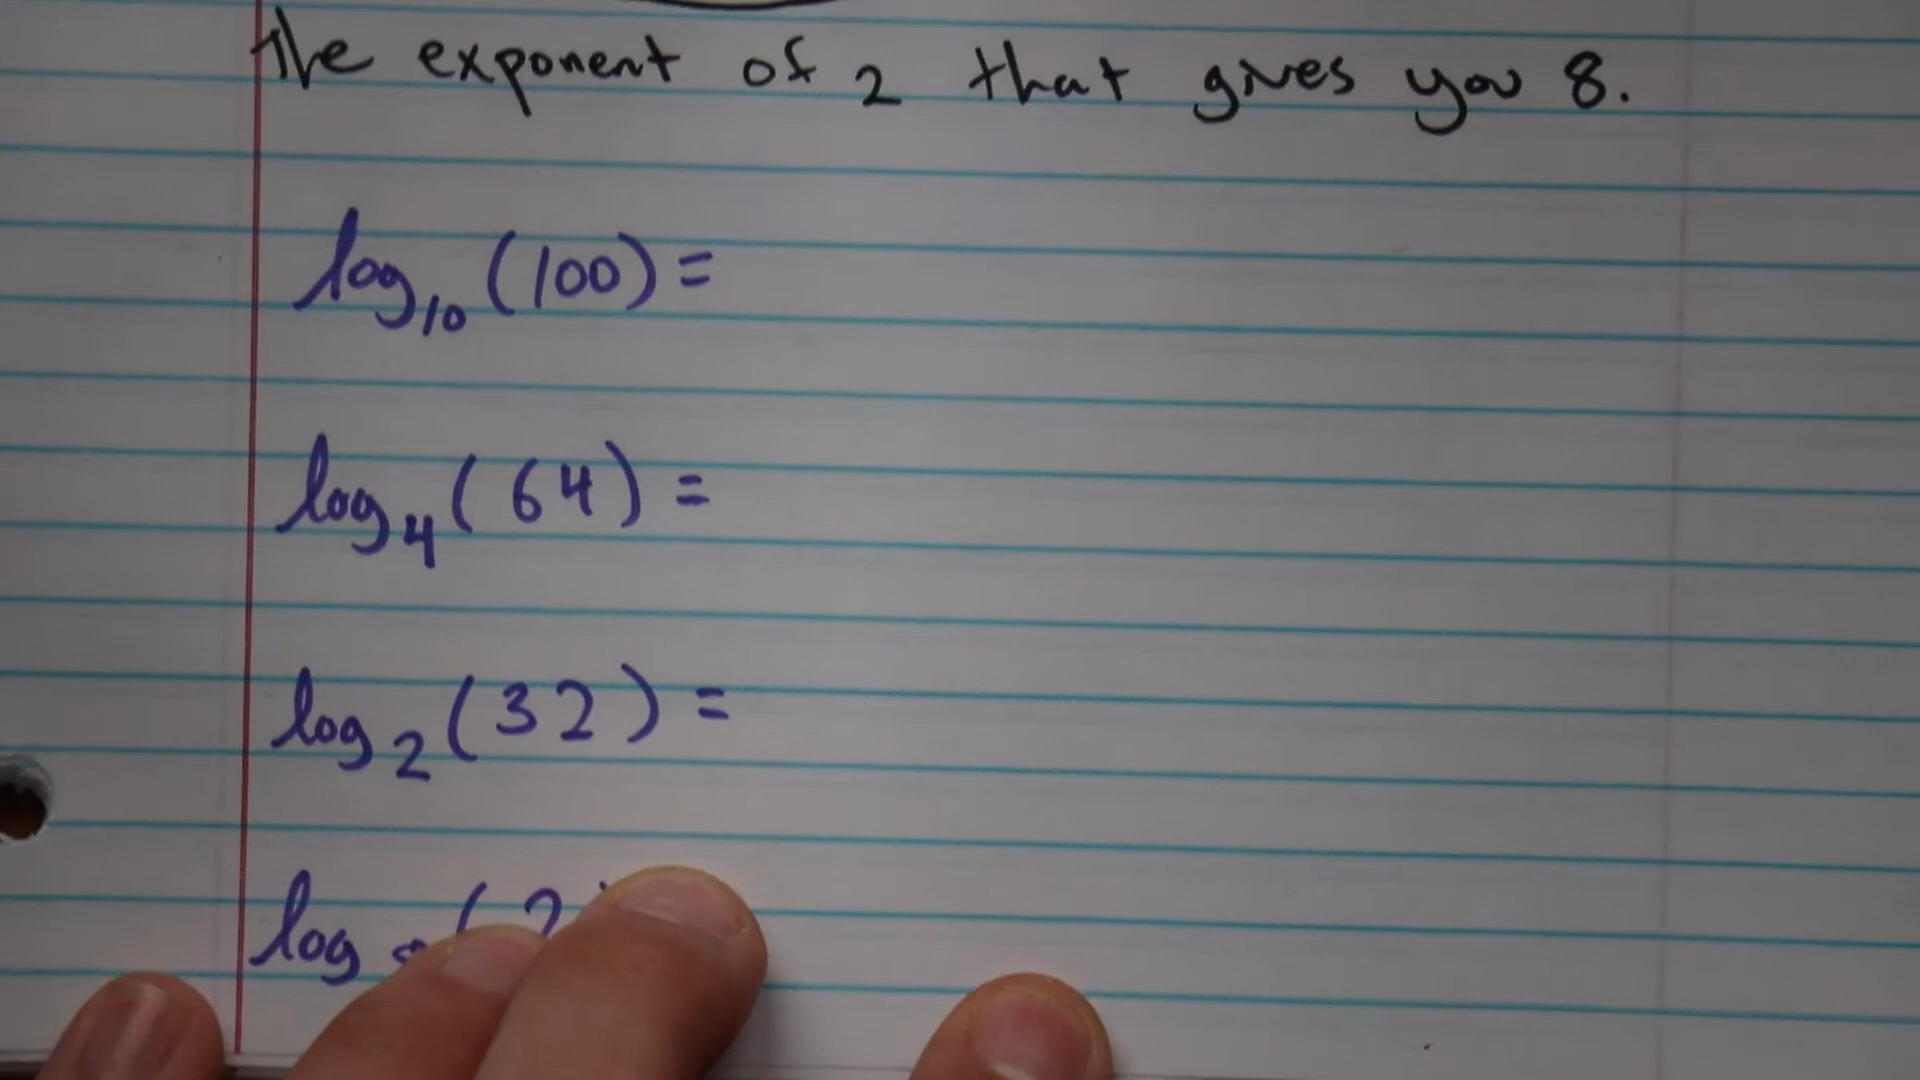 The exponent of 2 that gives you 8.
log₁₀(100)=
log₄(64)=
log₂(32)=
log